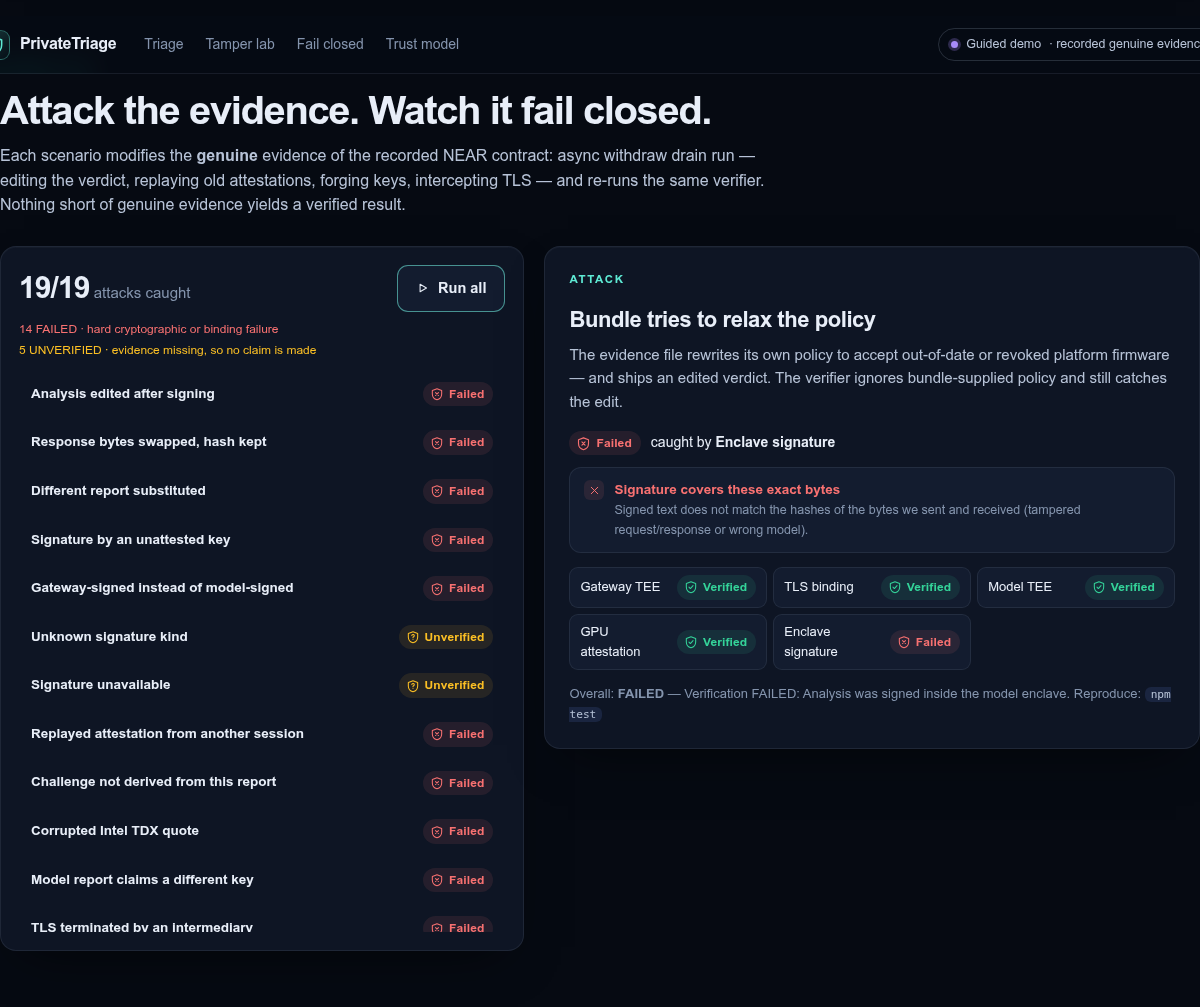 PrivateTriage Triage Tamper lab Fail closed Trust model Guided demo · recorded genuine evidenc
Attack the evidence. Watch it fail closed.
Each scenario modifies the genuine evidence of the recorded NEAR contract: async withdraw drain run —
editing the verdict, replaying old attestations, forging keys, intercepting TLS — and re-runs the same verifier.
Nothing short of genuine evidence yields a verified result.
19/19 attacks caught
Run all
14 FAILED · hard cryptographic or binding failure
5 UNVERIFIED · evidence missing, so no claim is made
Analysis edited after signing Failed
Response bytes swapped, hash kept Failed
Different report substituted Failed
Signature by an unattested key Failed
Gateway-signed instead of model-signed Failed
Unknown signature kind Unverified
Signature unavailable Unverified
Replayed attestation from another session Failed
Challenge not derived from this report Failed
Corrupted Intel TDX quote Failed
Model report claims a different key Failed
TLS terminated by an intermediary Failed
ATTACK
Bundle tries to relax the policy
The evidence file rewrites its own policy to accept out-of-date or revoked platform firmware
— and ships an edited verdict. The verifier ignores bundle-supplied policy and still catches
the edit.
Failed caught by Enclave signature
Signature covers these exact bytes
Signed text does not match the hashes of the bytes we sent and received (tampered
request/response or wrong model).
Gateway TEE Verified
TLS binding Verified
Model TEE Verified
GPU
attestation Verified
Enclave
signature Failed
Overall: FAILED — Verification FAILED: Analysis was signed inside the model enclave. Reproduce: npm
test